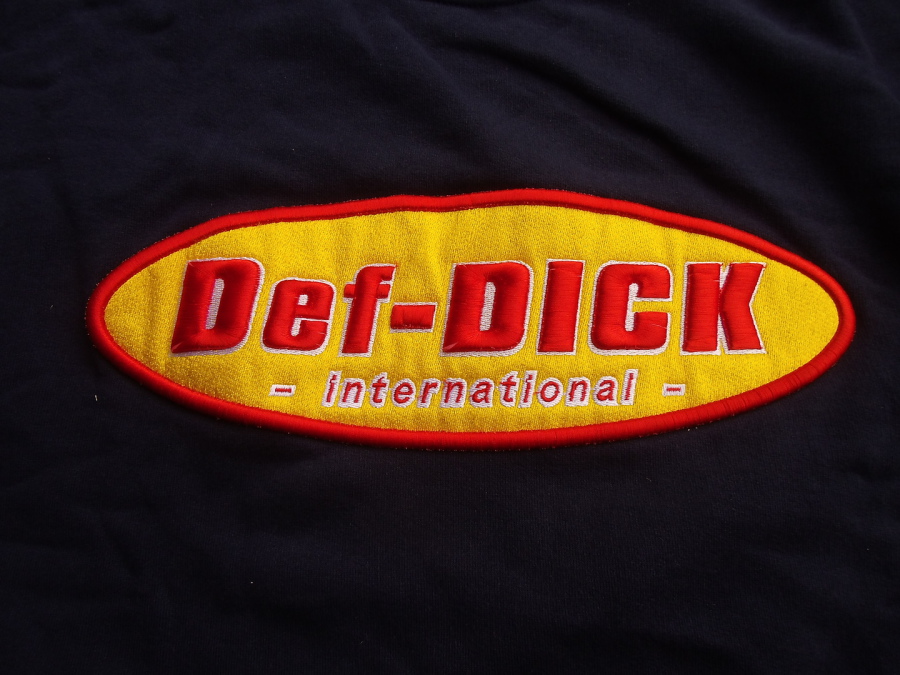 Def-DICK
- international -